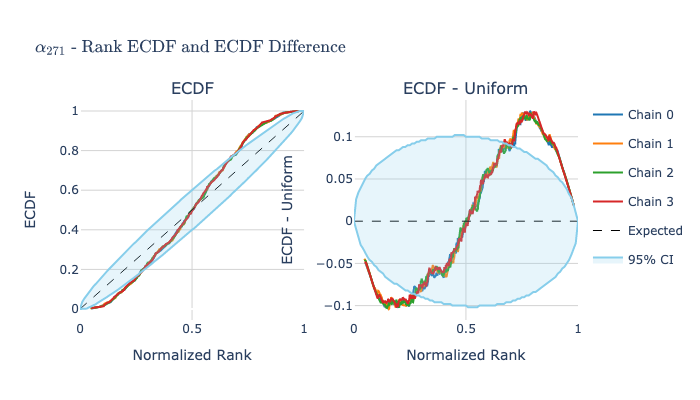 α271 - Rank ECDF and ECDF Difference
ECDF
ECDF - Uniform
ECDF
1
0.8
0.6
0.4
0.2
0
0
0.5
1
Normalized Rank
ECDF - Uniform
0.1
0.05
0
−0.05
−0.1
0
0.5
1
Normalized Rank
Chain 0
Chain 1
Chain 2
Chain 3
Expected
95% CI